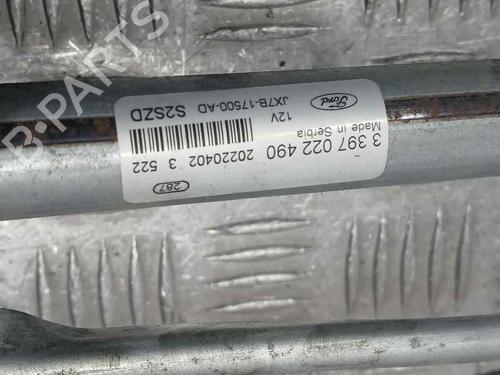 3 397 022 490
Made in Serbia
Ford
12V
20220402 3 522
JX7B-17500-AD S2SZD
287
B-PARTS